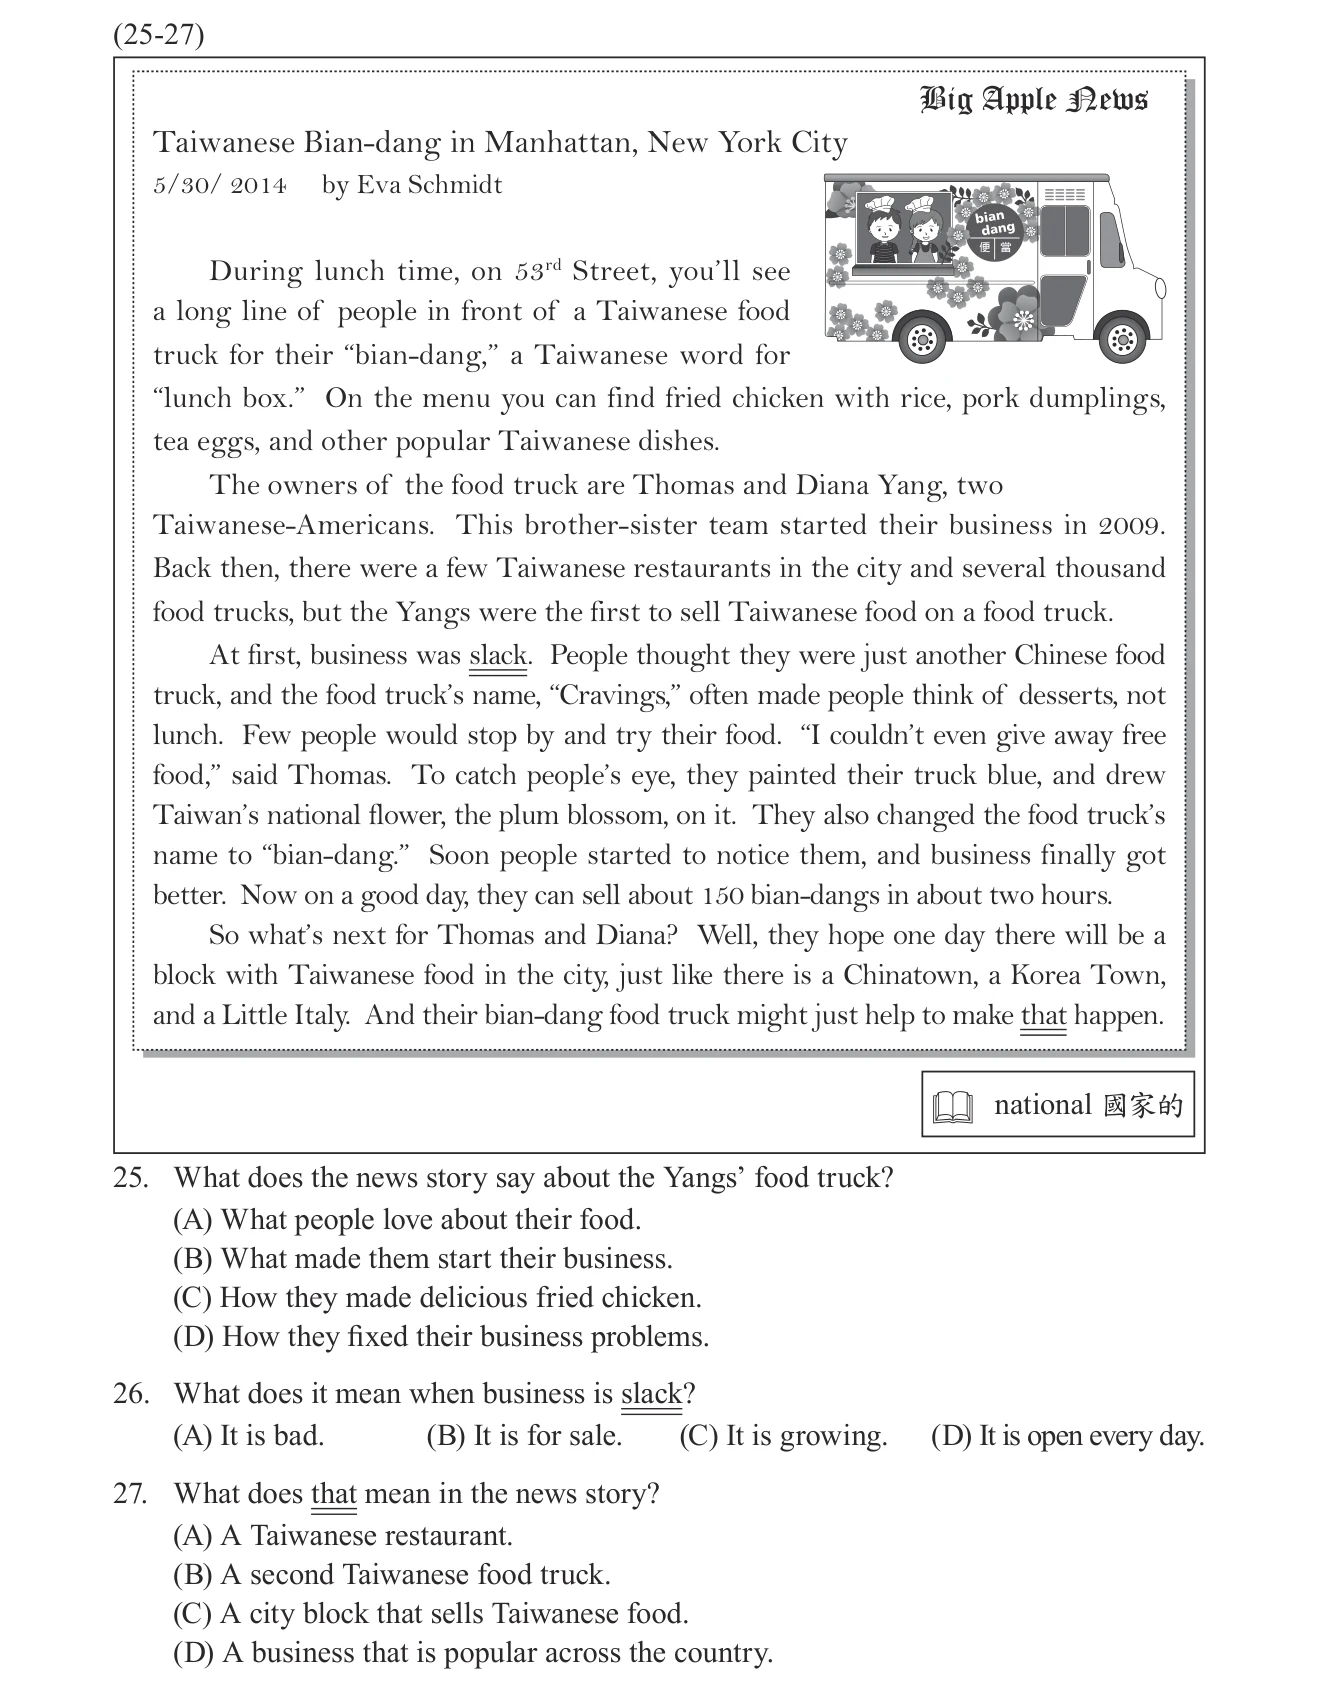 (25-27)
Big Apple News
Taiwanese Bian-dang in Manhattan, New York City
5/30/ 2014 by Eva Schmidt
bian
dang
便 當
During lunch time, on 53rd Street, you’ll see
a long line of people in front of a Taiwanese food
truck for their “bian-dang,” a Taiwanese word for
“lunch box.” On the menu you can find fried chicken with rice, pork dumplings,
tea eggs, and other popular Taiwanese dishes.
The owners of the food truck are Thomas and Diana Yang, two
Taiwanese-Americans. This brother-sister team started their business in 2009.
Back then, there were a few Taiwanese restaurants in the city and several thousand
food trucks, but the Yangs were the first to sell Taiwanese food on a food truck.
At first, business was slack. People thought they were just another Chinese food
truck, and the food truck’s name, “Cravings,” often made people think of desserts, not
lunch. Few people would stop by and try their food. “I couldn’t even give away free
food,” said Thomas. To catch people’s eye, they painted their truck blue, and drew
Taiwan’s national flower, the plum blossom, on it. They also changed the food truck’s
name to “bian-dang.” Soon people started to notice them, and business finally got
better. Now on a good day, they can sell about 150 bian-dangs in about two hours.
So what’s next for Thomas and Diana? Well, they hope one day there will be a
block with Taiwanese food in the city, just like there is a Chinatown, a Korea Town,
and a Little Italy. And their bian-dang food truck might just help to make that happen.
national 國家的
25. What does the news story say about the Yangs’ food truck?
(A) What people love about their food.
(B) What made them start their business.
(C) How they made delicious fried chicken.
(D) How they fixed their business problems.
26. What does it mean when business is slack?
(A) It is bad. (B) It is for sale. (C) It is growing. (D) It is open every day.
27. What does that mean in the news story?
(A) A Taiwanese restaurant.
(B) A second Taiwanese food truck.
(C) A city block that sells Taiwanese food.
(D) A business that is popular across the country.